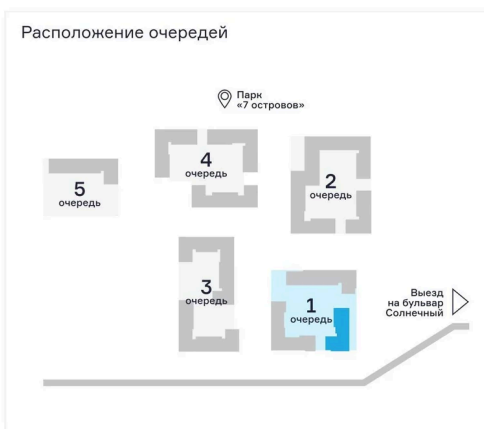 Расположение очередей
Парк
«7 островов»
4
очередь
2
очередь
5
очередь
3
очередь
1
очередь
Выезд
на бульвар
Солнечный